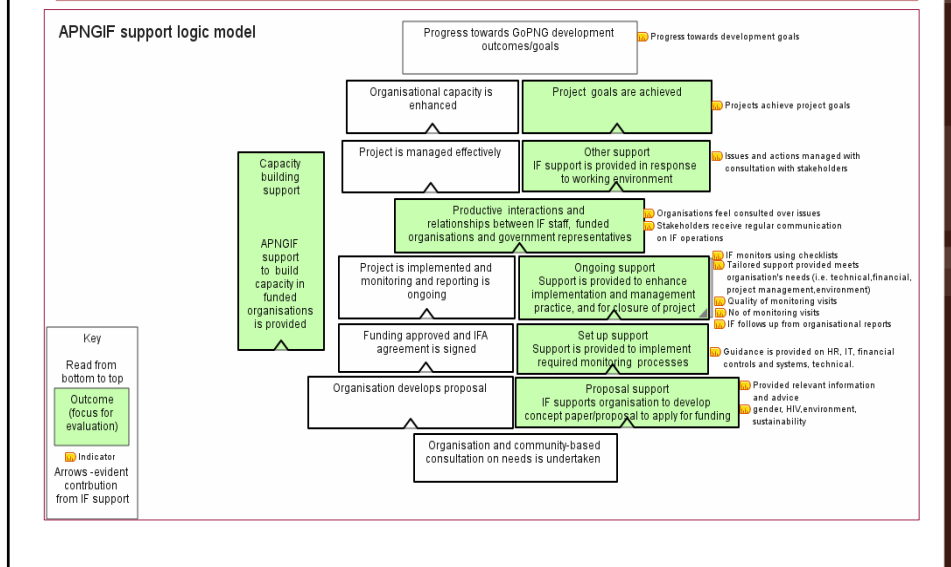 APNGIF support logic model
Progress towards GoPNG development
outcomes/goals
Progress towards development goals
Organisational capacity is
enhanced
Project goals are achieved
Projects achieve project goals
Project is managed effectively
Other support
IF support is provided in response
to working environment
Issues and actions managed with
consultation with stakeholders
Capacity
building
support
APNGIF
support
to build
capacity in
funded
organisations
is provided
Productive interactions and
relationships between IF staff, funded
organisations and government representatives
Organisations feel consulted over issues
Stakeholders receive regular communication
on IF operations
Project is implemented and
monitoring and reporting is
ongoing
Ongoing support
Support is provided to enhance
implementation and management
practice, and for closure of project
IF monitors using checklists
Tailored support provided meets
organisation's needs (i.e. technical,financial,
project management,environment)
Quality of monitoring visits
No of monitoring visits
IF follows up from organisational reports
Funding approved and IFA
agreement is signed
Set up support
Support is provided to implement
required monitoring processes
Guidance is provided on HR, IT, financial
controls and systems, technical.
Organisation develops proposal
Proposal support
IF supports organisation to develop
concept paper/proposal to apply for funding
Provided relevant information
and advice
gender, HIV,environment,
sustainability
Organisation and community-based
consultation on needs is undertaken
Key
Read from
bottom to top
Outcome
(focus for
evaluation)
Indicator
Arrows -evident
contrbution
from IF support